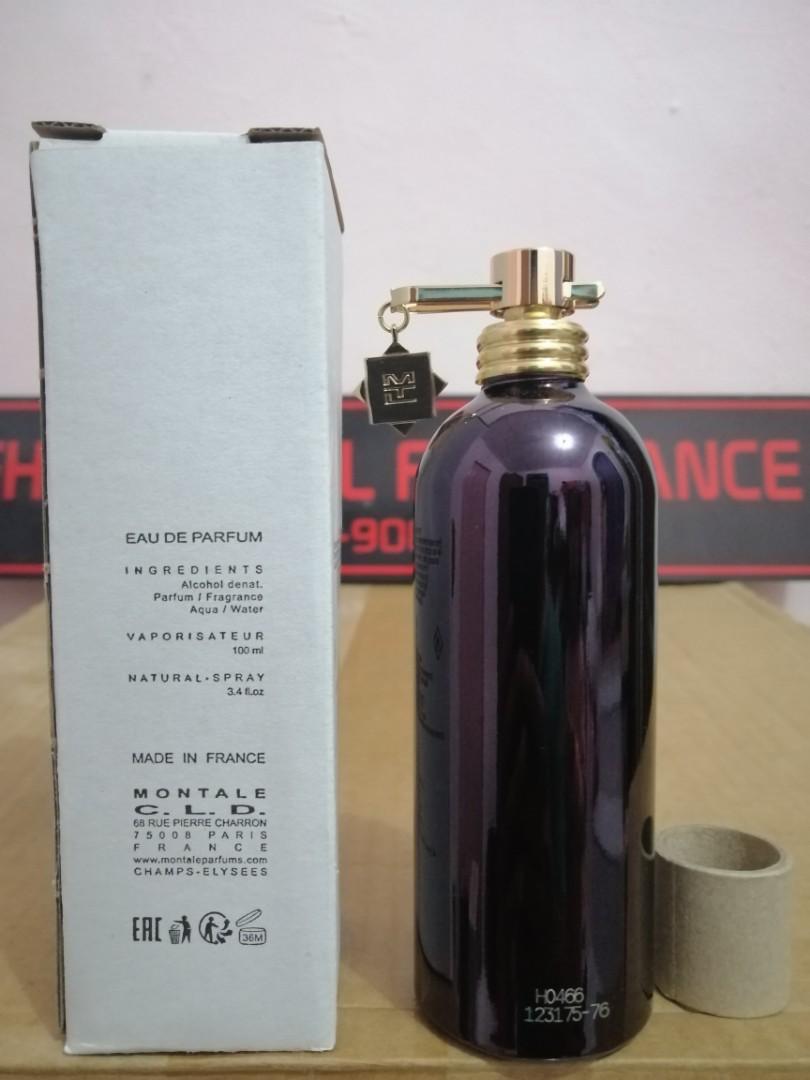 EAU DE PARFUM
INGREDIENTS
Alcohol denat.
Parfum / Fragrance
Aqua / Water
VAPORISATEUR
100 ml
NATURAL-SPRAY
3.4 fl.oz
MADE IN FRANCE
MONTALE
C. L. D.
68 RUE PIERRE CHARRON
75008 PARIS
FRANCE
www.montaleparfums.com
CHAMPS-ELYSEES
EAC
36M
H0466
123175-76
ANCE